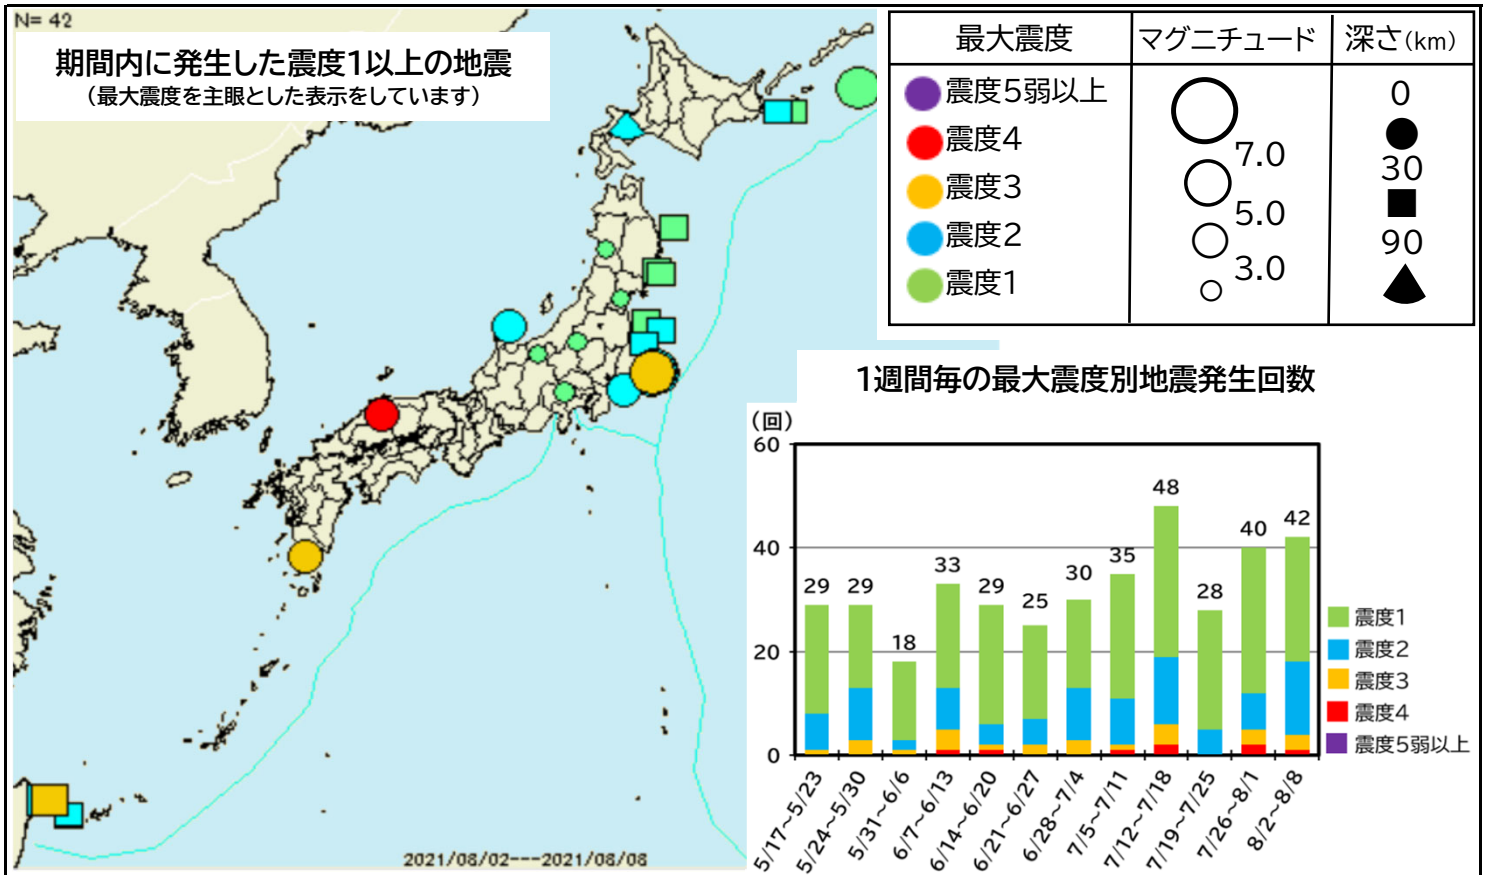 N= 42
期間内に発生した震度1以上の地震
（最大震度を主眼とした表示をしています）
2021/08/02---2021/08/08
最大震度 マグニチュード 深さ(km)
震度5弱以上
震度4
震度3
震度2
震度1
7.0
5.0
3.0
0
30
90
1週間毎の最大震度別地震発生回数
(回)
60
40
20
0
29 29 18 33 29 25 30 35 48 28 40 42
5/17～5/23
5/24～5/30
5/31～6/6
6/7～6/13
6/14～6/20
6/21～6/27
6/28～7/4
7/5～7/11
7/12～7/18
7/19～7/25
7/26～8/1
8/2～8/8
震度1
震度2
震度3
震度4
震度5弱以上